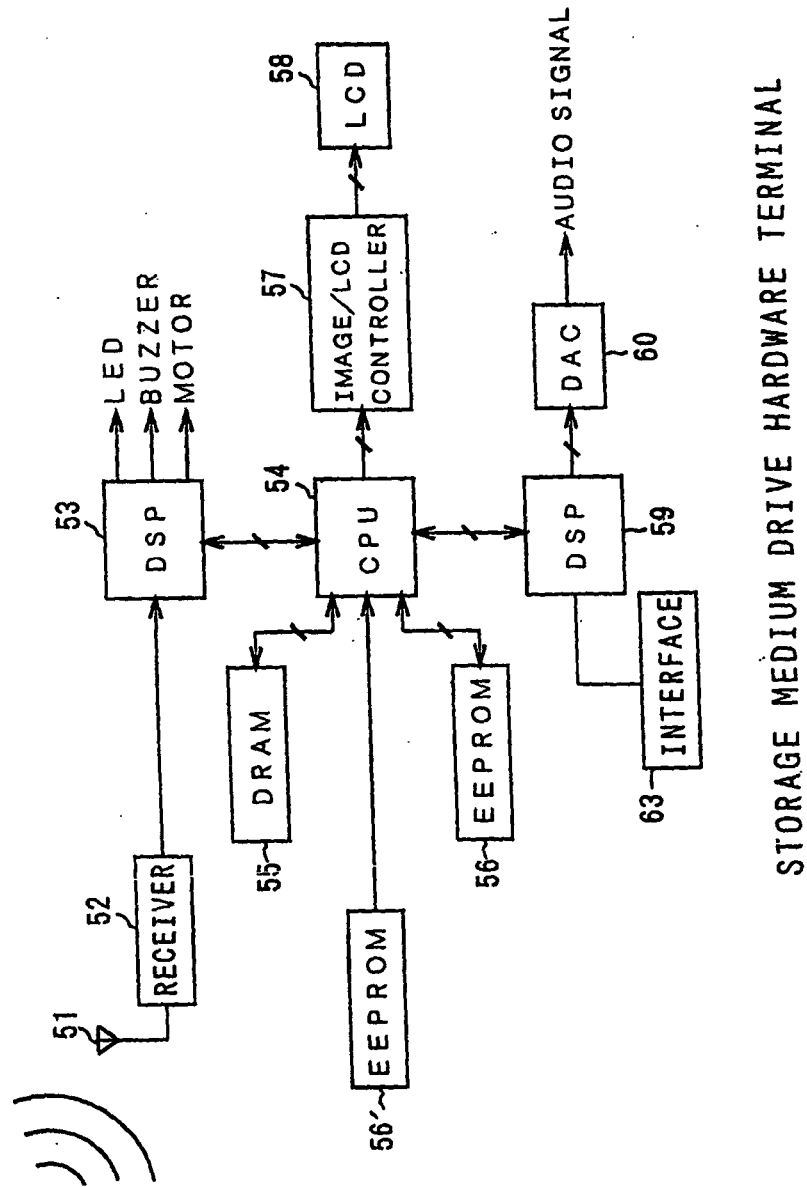 51
52
RECEIVER
53
DSP
LED
BUZZER
MOTOR
55
DRAM
54
CPU
57
IMAGE/LCD
CONTROLLER
58
LCD
56′
EEPROM
56
EEPROM
59
DSP
60
DAC
AUDIO SIGNAL
63
INTERFACE
STORAGE MEDIUM DRIVE HARDWARE TERMINAL